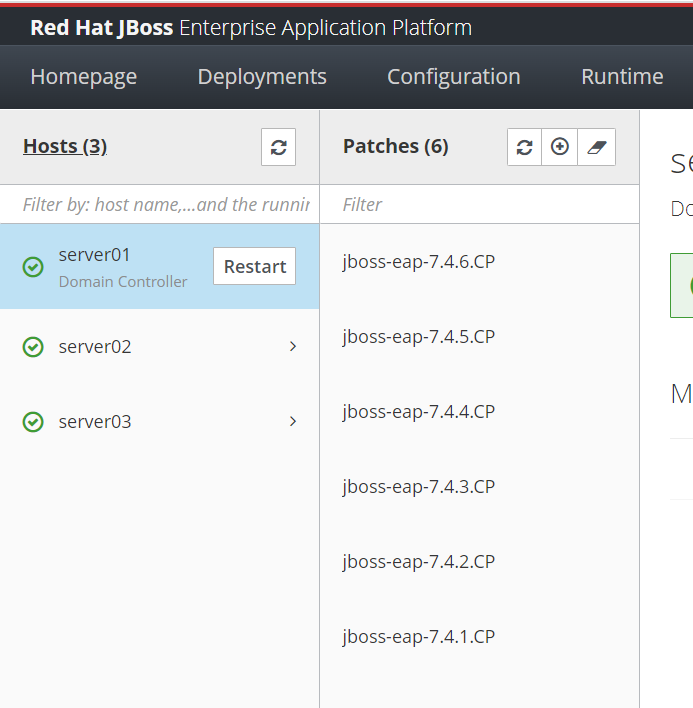 Red Hat JBoss Enterprise Application Platform
Homepage Deployments Configuration Runtime
Hosts (3)
Patches (6)
Filter by: host name,...and the runnin
Filter
server01
Domain Controller
Restart
server02
server03
jboss-eap-7.4.6.CP
jboss-eap-7.4.5.CP
jboss-eap-7.4.4.CP
jboss-eap-7.4.3.CP
jboss-eap-7.4.2.CP
jboss-eap-7.4.1.CP
se
Do
M